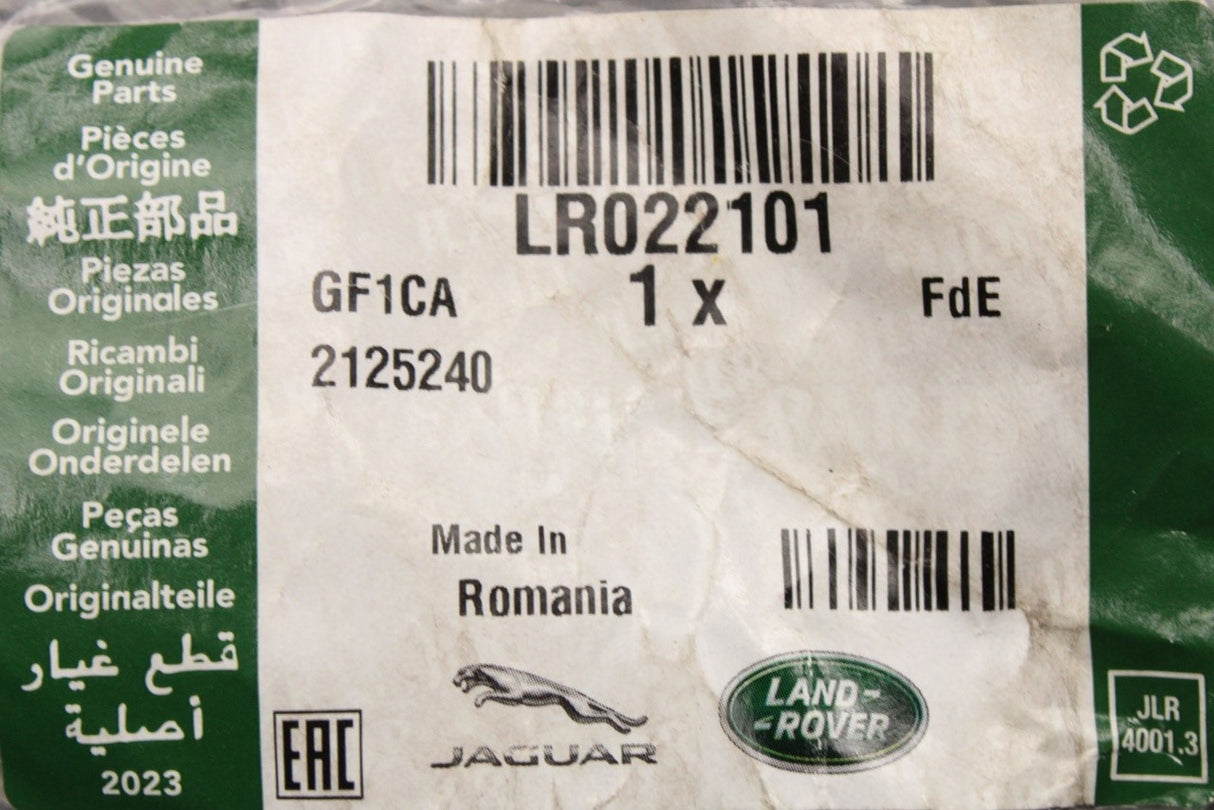 Genuine
Parts
Pièces
d'Origine
純正部品
Piezas
Originales
Ricambi
Originali
Originele
Onderdelen
Peças
Genuinas
Originalteile
قطع غيار
أصلية
2023
LR022101
GF1CA 1 x FdE
2125240
Made In
Romania
EAC
JAGUAR
LAND-
-ROVER
JLR
4001.3